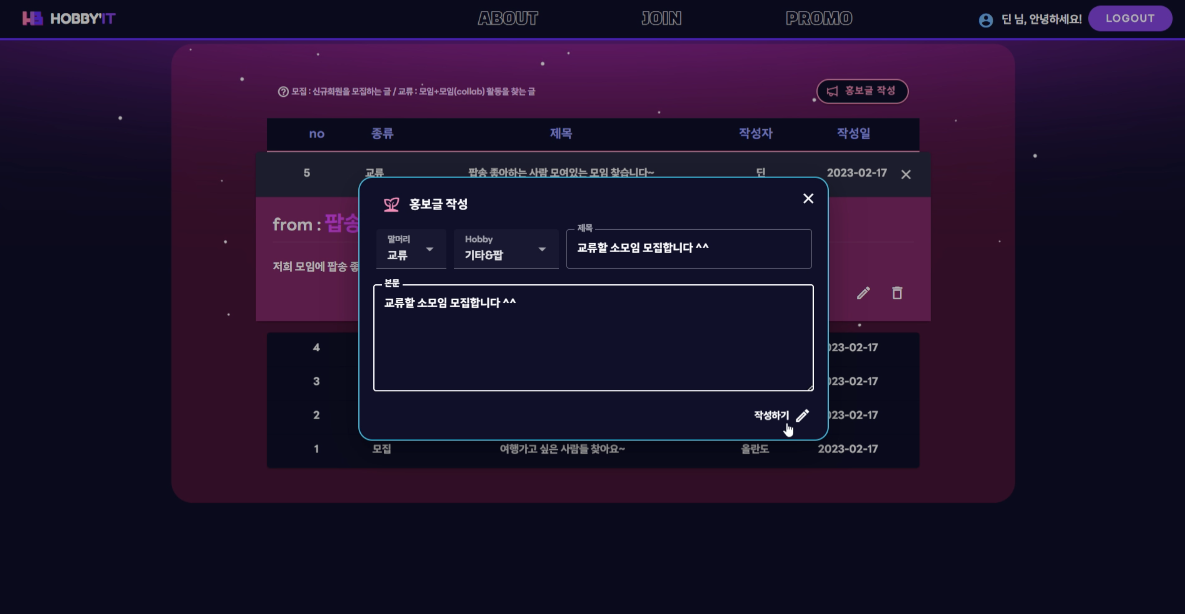 HOBBY'IT
ABOUT
JOIN
PROMO
딘 님, 안녕하세요!
LOGOUT
모집 : 신규회원을 모집하는 글 / 교류 : 모임+모임(collab) 활동을 찾는 글
홍보글 작성
no 종류 제목 작성자 작성일
5 교류 팝송 좋아하는 사람 모여있는 모임 찾습니다~ 딘 2023-02-17
from : 팝송
저희 모임에 팝송 좋
홍보글 작성
말머리
교류
Hobby
기타&팝
제목
교류할 소모임 모집합니다 ^^
본문
교류할 소모임 모집합니다 ^^
작성하기
4 023-02-17
3 023-02-17
2 023-02-17
1 모집 여행가고 싶은 사람들 찾아요~ 올란도 2023-02-17